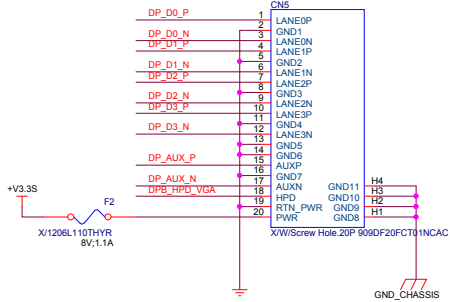 CN5
DP_D0_P 1 LANE0P
2 GND1
DP_D0_N 3 LANE0N
DP_D1_P 4 LANE1P
5 GND2
DP_D1_N 6 LANE1N
DP_D2_P 7 LANE2P
8 GND3
DP_D2_N 9 LANE2N
DP_D3_P 10 LANE3P
11 GND4
DP_D3_N 12 LANE3N
13 GND5
14 GND6
DP_AUX_P 15 AUXP
16 GND7
DP_AUX_N 17 AUXN GND11 H4
DPB_HPD_VGA 18 HPD GND10 H3
19 RTN_PWR GND9 H2
20 PWR GND8 H1
+V3.3S
F2
X/1206L110THYR
8V;1.1A
X/W/Screw Hole.20P 909DF20FCT01NCAC
GND_CHASSIS